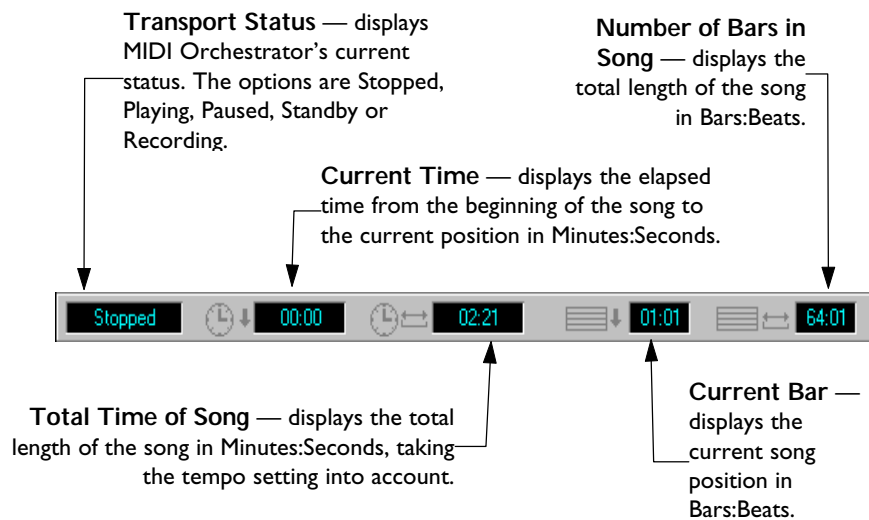 Transport Status — displays
MIDI Orchestrator’s current
status. The options are Stopped,
Playing, Paused, Standby or
Recording.
Number of Bars in
Song — displays the
total length of the song
in Bars:Beats.
Current Time — displays the elapsed
time from the beginning of the song to
the current position in Minutes:Seconds.
Stopped 00:00 02:21 01:01 64:01
Total Time of Song — displays the total
length of the song in Minutes:Seconds, taking
the tempo setting into account.
Current Bar —
displays the
current song
position in
Bars:Beats.